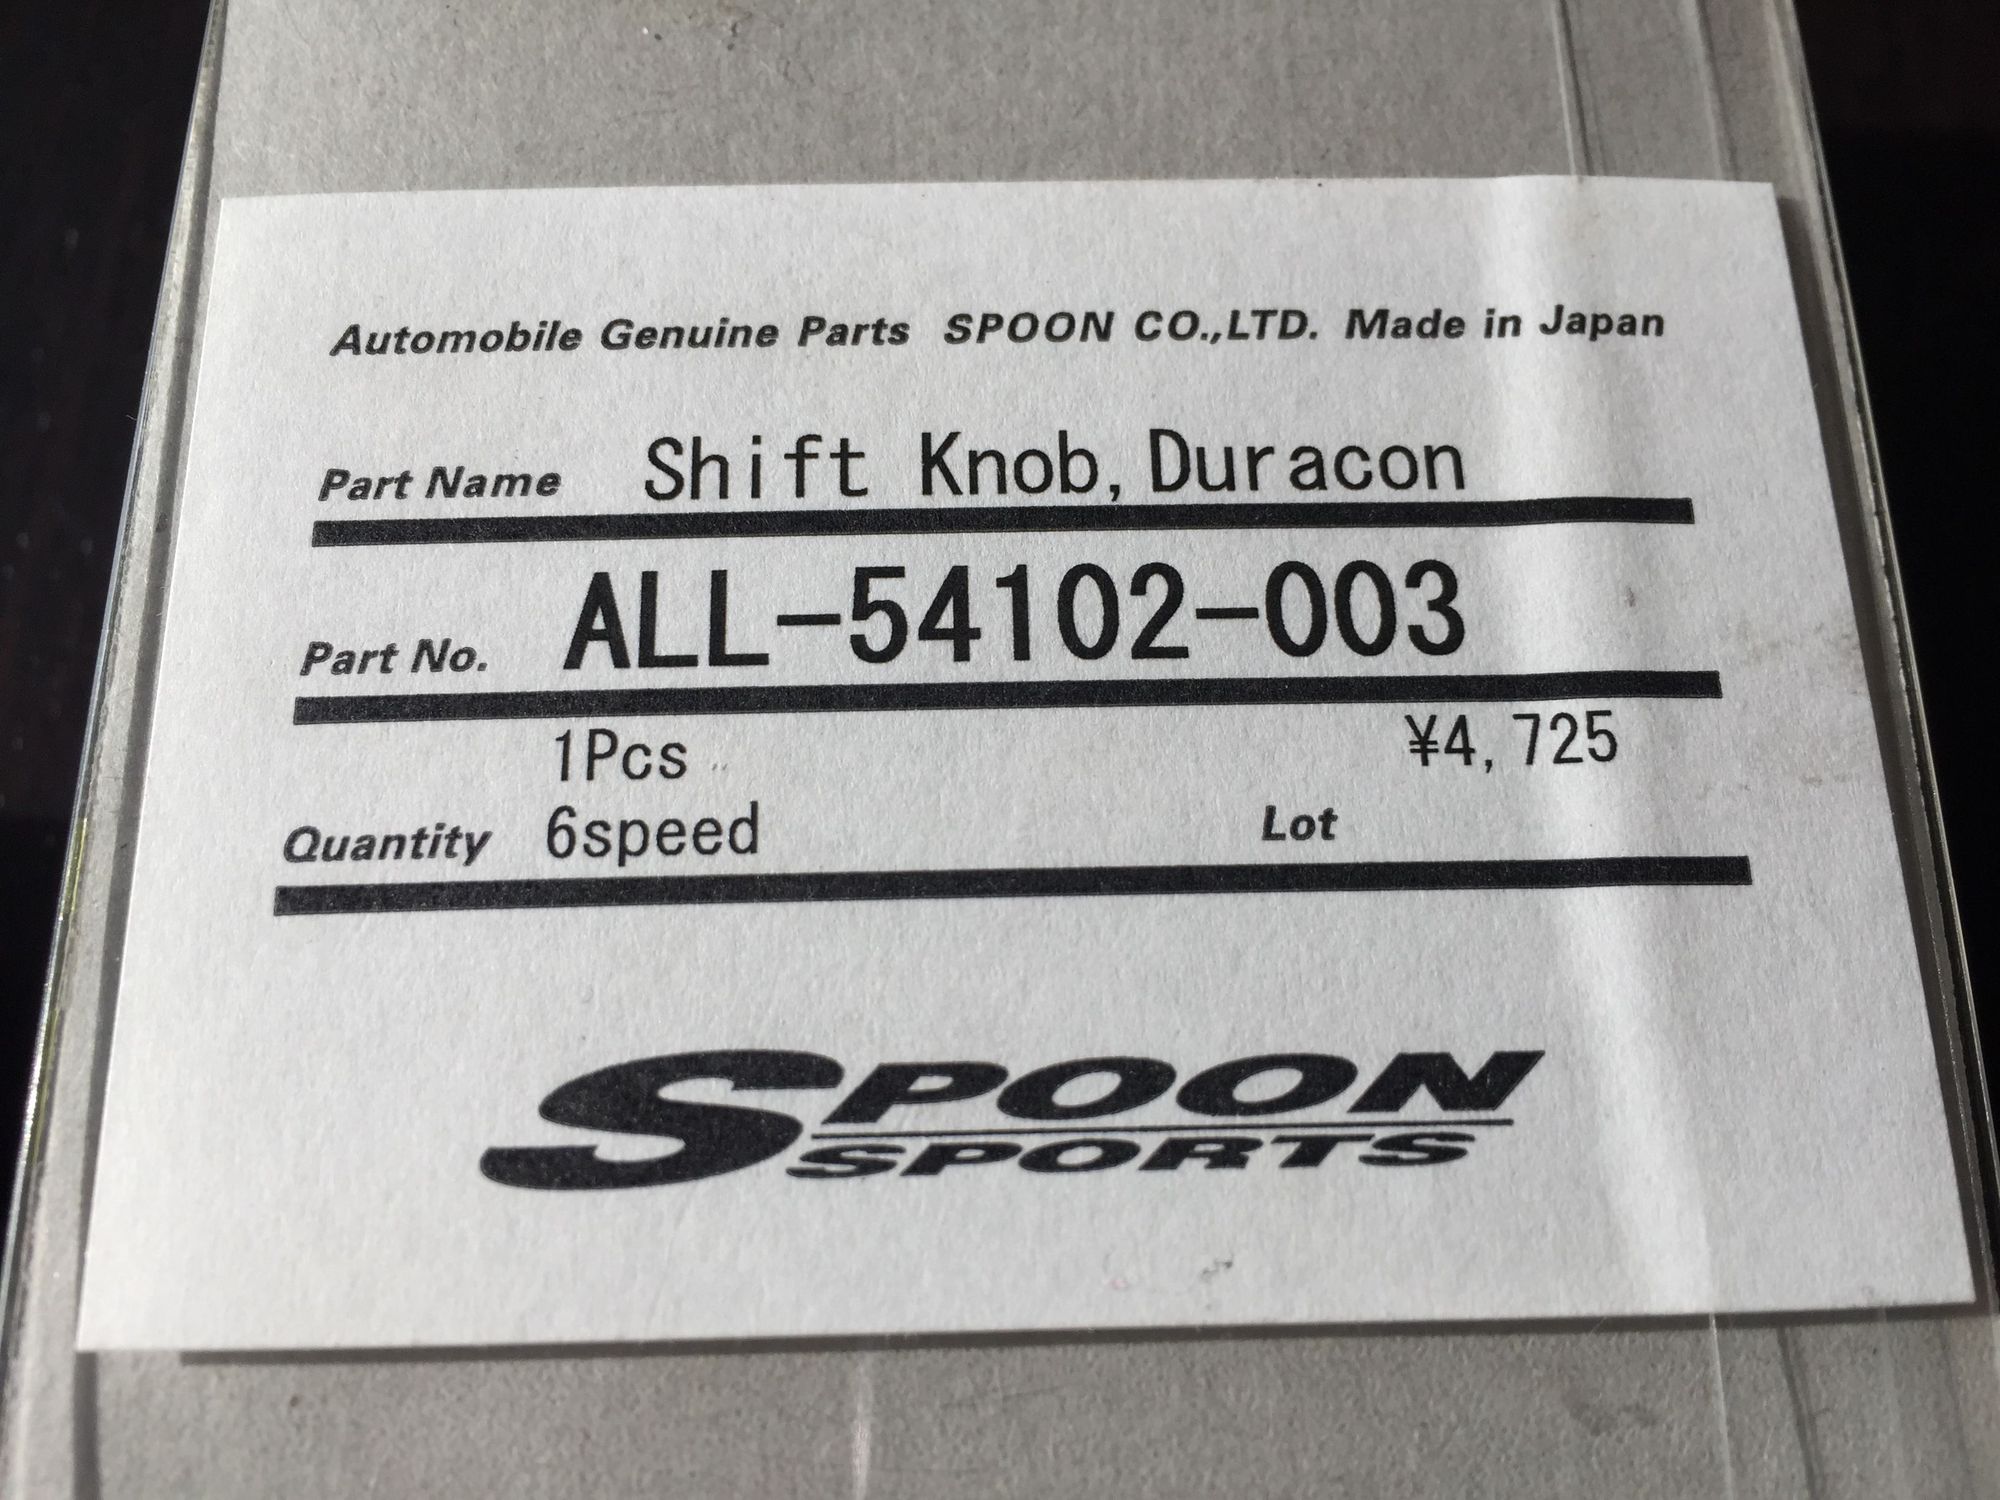 Automobile Genuine Parts SPOON CO.,LTD. Made in Japan
Part Name Shift Knob,Duracon
Part No. ALL-54102-003
1Pcs ¥4,725
Quantity 6speed Lot
SPOON
SPORTS